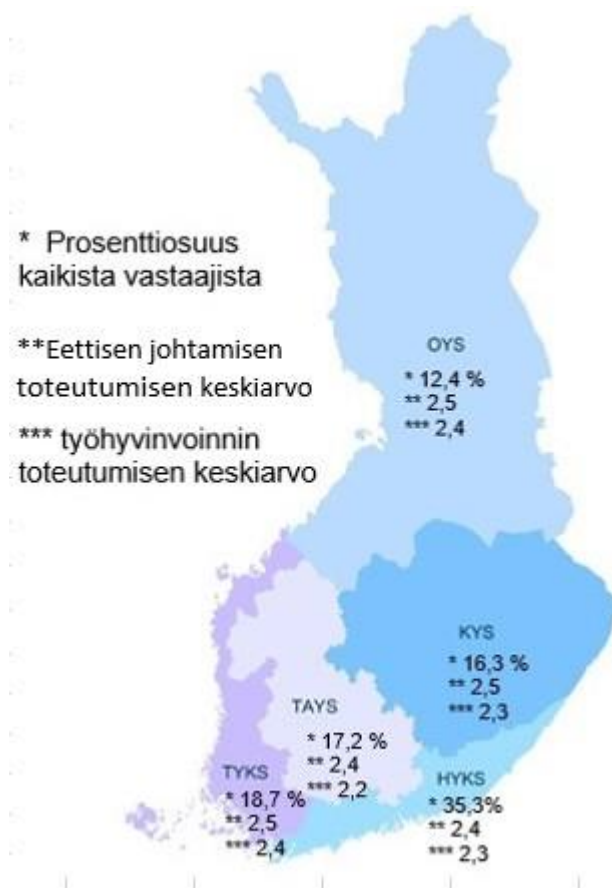 * Prosenttiosuus
kaikista vastaajista
**Eettisen johtamisen
toteutumisen keskiarvo
*** työhyvinvoinnin
toteutumisen keskiarvo
OYS
* 12,4 %
** 2,5
*** 2,4
KYS
* 16,3 %
** 2,5
*** 2,3
TAYS
* 17,2 %
** 2,4
*** 2,2
TYKS
* 18,7 %
** 2,5
*** 2,4
HYKS
* 35,3%
** 2,4
*** 2,3